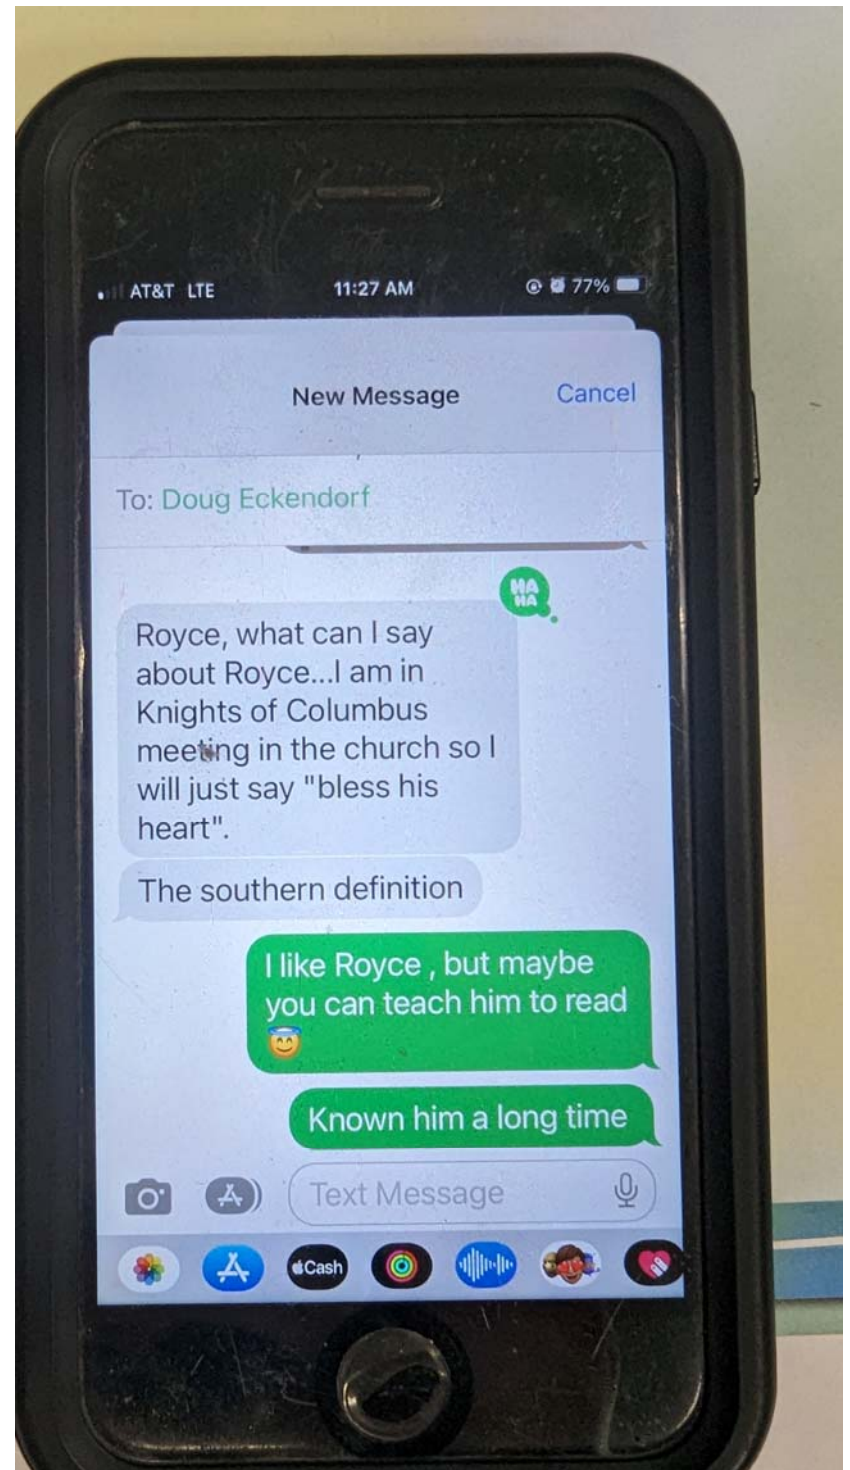 AT&T LTE 11:27 AM 77%
New Message Cancel
To: Doug Eckendorf
HA
HA
Royce, what can I say
about Royce...I am in
Knights of Columbus
meeting in the church so I
will just say "bless his
heart".
The southern definition
I like Royce , but maybe
you can teach him to read
😇
Known him a long time
Text Message
Cash